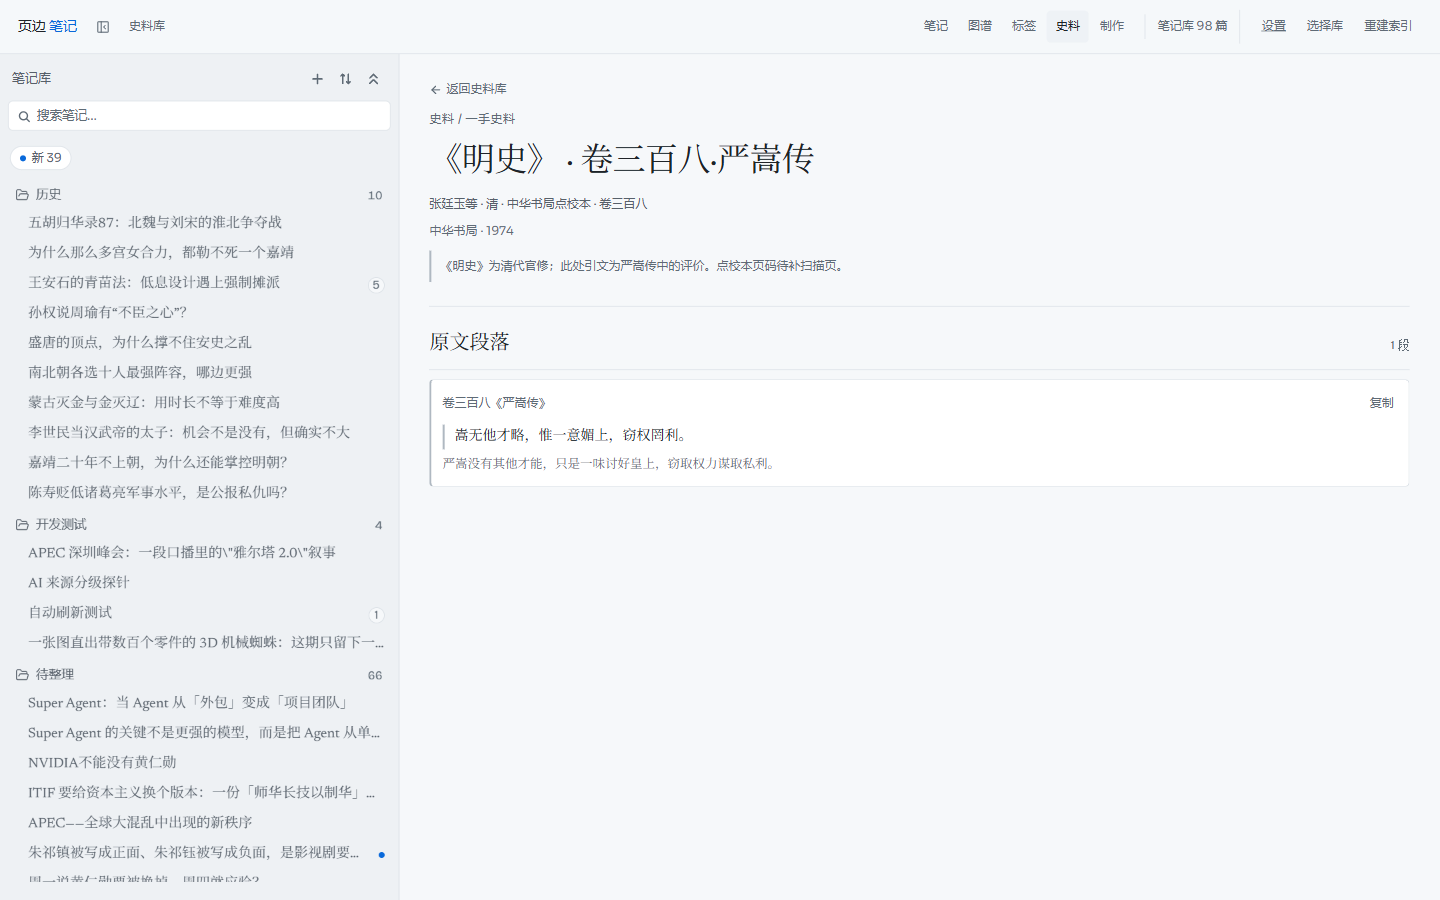 页边 笔记
史料库
笔记
图谱
标签
史料
制作
笔记库 98 篇
设置
选择库
重建索引
笔记库
搜索笔记...
新 39
历史 10
五胡归华录87：北魏与刘宋的淮北争夺战
为什么那么多宫女合力，都勒不死一个嘉靖
王安石的青苗法：低息设计遇上强制摊派 5
孙权说周瑜有“不臣之心”？
盛唐的顶点，为什么撑不住安史之乱
南北朝各选十人最强阵容，哪边更强
蒙古灭金与金灭辽：用时长不等于难度高
李世民当汉武帝的太子：机会不是没有，但确实不大
嘉靖二十年不上朝，为什么还能掌控明朝？
陈寿贬低诸葛亮军事水平，是公报私仇吗？
开发测试 4
APEC 深圳峰会：一段口播里的\"雅尔塔 2.0\"叙事
AI 来源分级探针
自动刷新测试 1
一张图直出带数百个零件的 3D 机械蜘蛛：这期只留下一...
待整理 66
Super Agent：当 Agent 从「外包」变成「项目团队」
Super Agent 的关键不是更强的模型，而是把 Agent 从单...
NVIDIA不能没有黄仁勋
ITIF 要给资本主义换个版本：一份「师华长技以制华」...
APEC——全球大混乱中出现的新秩序
朱祁镇被写成正面、朱祁钰被写成负面，是影视剧要...
← 返回史料库
史料 / 一手史料
《明史》 · 卷三百八·严嵩传
张廷玉等 · 清 · 中华书局点校本 · 卷三百八
中华书局 · 1974
《明史》为清代官修；此处引文为严嵩传中的评价。点校本页码待补扫描页。
原文段落
1 段
卷三百八《严嵩传》
复制
嵩无他才略，惟一意媚上，窃权罔利。
严嵩没有其他才能，只是一味讨好皇上，窃取权力谋取私利。